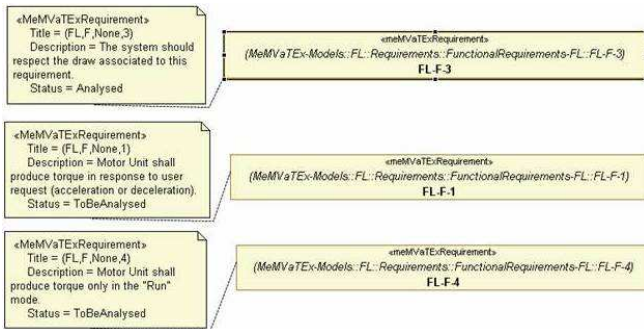 «MeMVaTExRequirement»
Title = (FL,F,None,3)
Description = The system should
respect the draw associated to this
requirement.
Status = Analysed
«meMVaTExRequirement»
(MeMVaTEx-Models::FL::Requirements::FunctionalRequirements-FL::FL-F-3)
FL-F-3
«MeMVaTExRequirement»
Title = (FL,F,None,1)
Description = Motor Unit shall
produce torque in response to user
request (acceleration or deceleration).
Status = ToBeAnalysed
«meMVaTExRequirement»
(MeMVaTEx-Models::FL::Requirements::FunctionalRequirements-FL::FL-F-1)
FL-F-1
«MeMVaTExRequirement»
Title = (FL,F,None,4)
Description = Motor Unit shall
produce torque only in the "Run"
mode.
Status = ToBeAnalysed
«meMVaTExRequirement»
(MeMVaTEx-Models::FL::Requirements::FunctionalRequirements-FL::FL-F-4)
FL-F-4